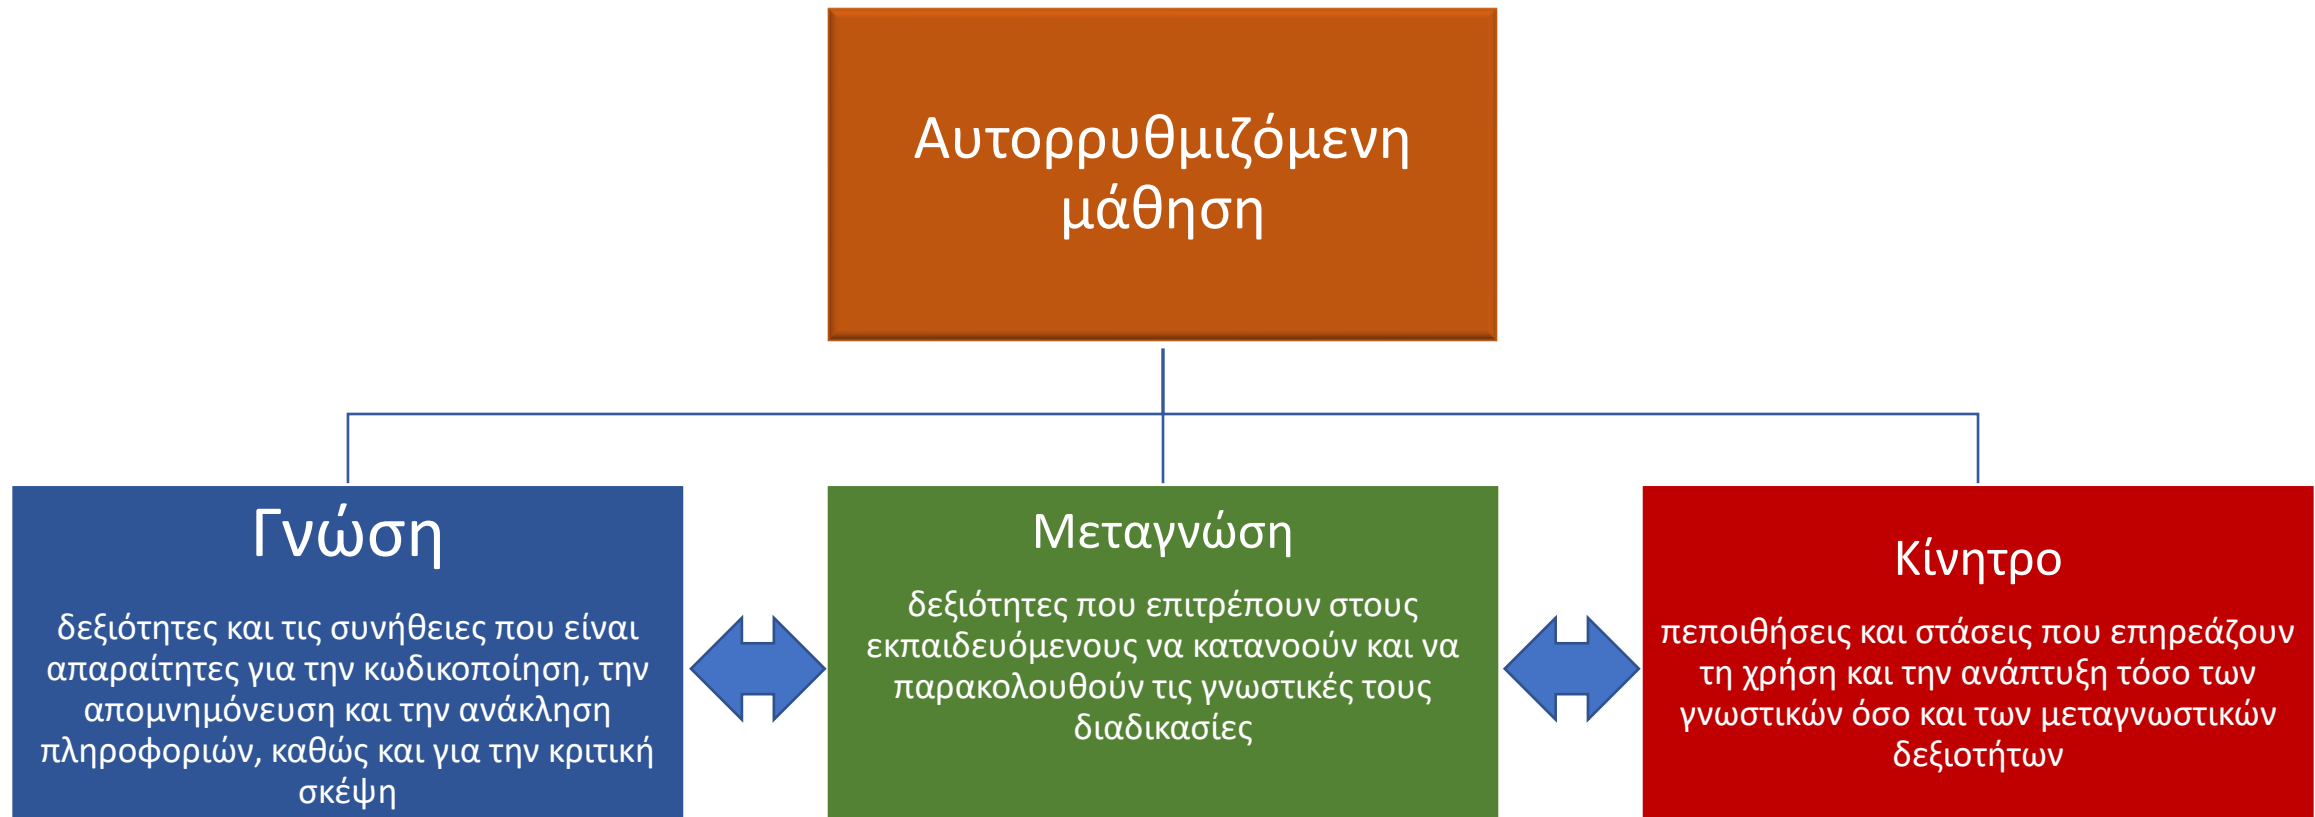 Αυτορρυθμιζόμενη
μάθηση
Γνώση
δεξιότητες και τις συνήθειες που είναι
απαραίτητες για την κωδικοποίηση, την
απομνημόνευση και την ανάκληση
πληροφοριών, καθώς και για την κριτική
σκέψη
Μεταγνώση
δεξιότητες που επιτρέπουν στους
εκπαιδευόμενους να κατανοούν και να
παρακολουθούν τις γνωστικές τους
διαδικασίες
Κίνητρο
πεποιθήσεις και στάσεις που επηρεάζουν
τη χρήση και την ανάπτυξη τόσο των
γνωστικών όσο και των μεταγνωστικών
δεξιοτήτων